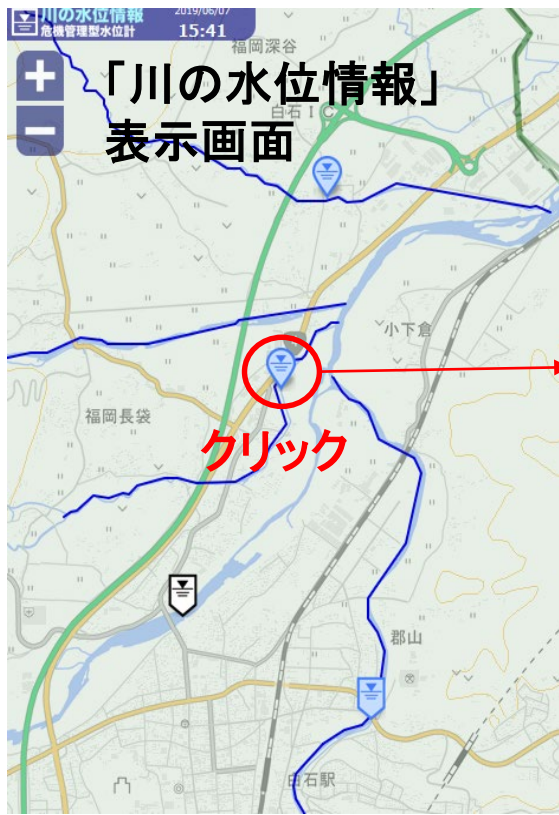 川の水位情報
危機管理型水位計
2019/06/07
15:41
福岡深谷
+
「川の水位情報」
白石IC
−
表示画面
小下倉
福岡長袋
クリック
郡山
白石駅